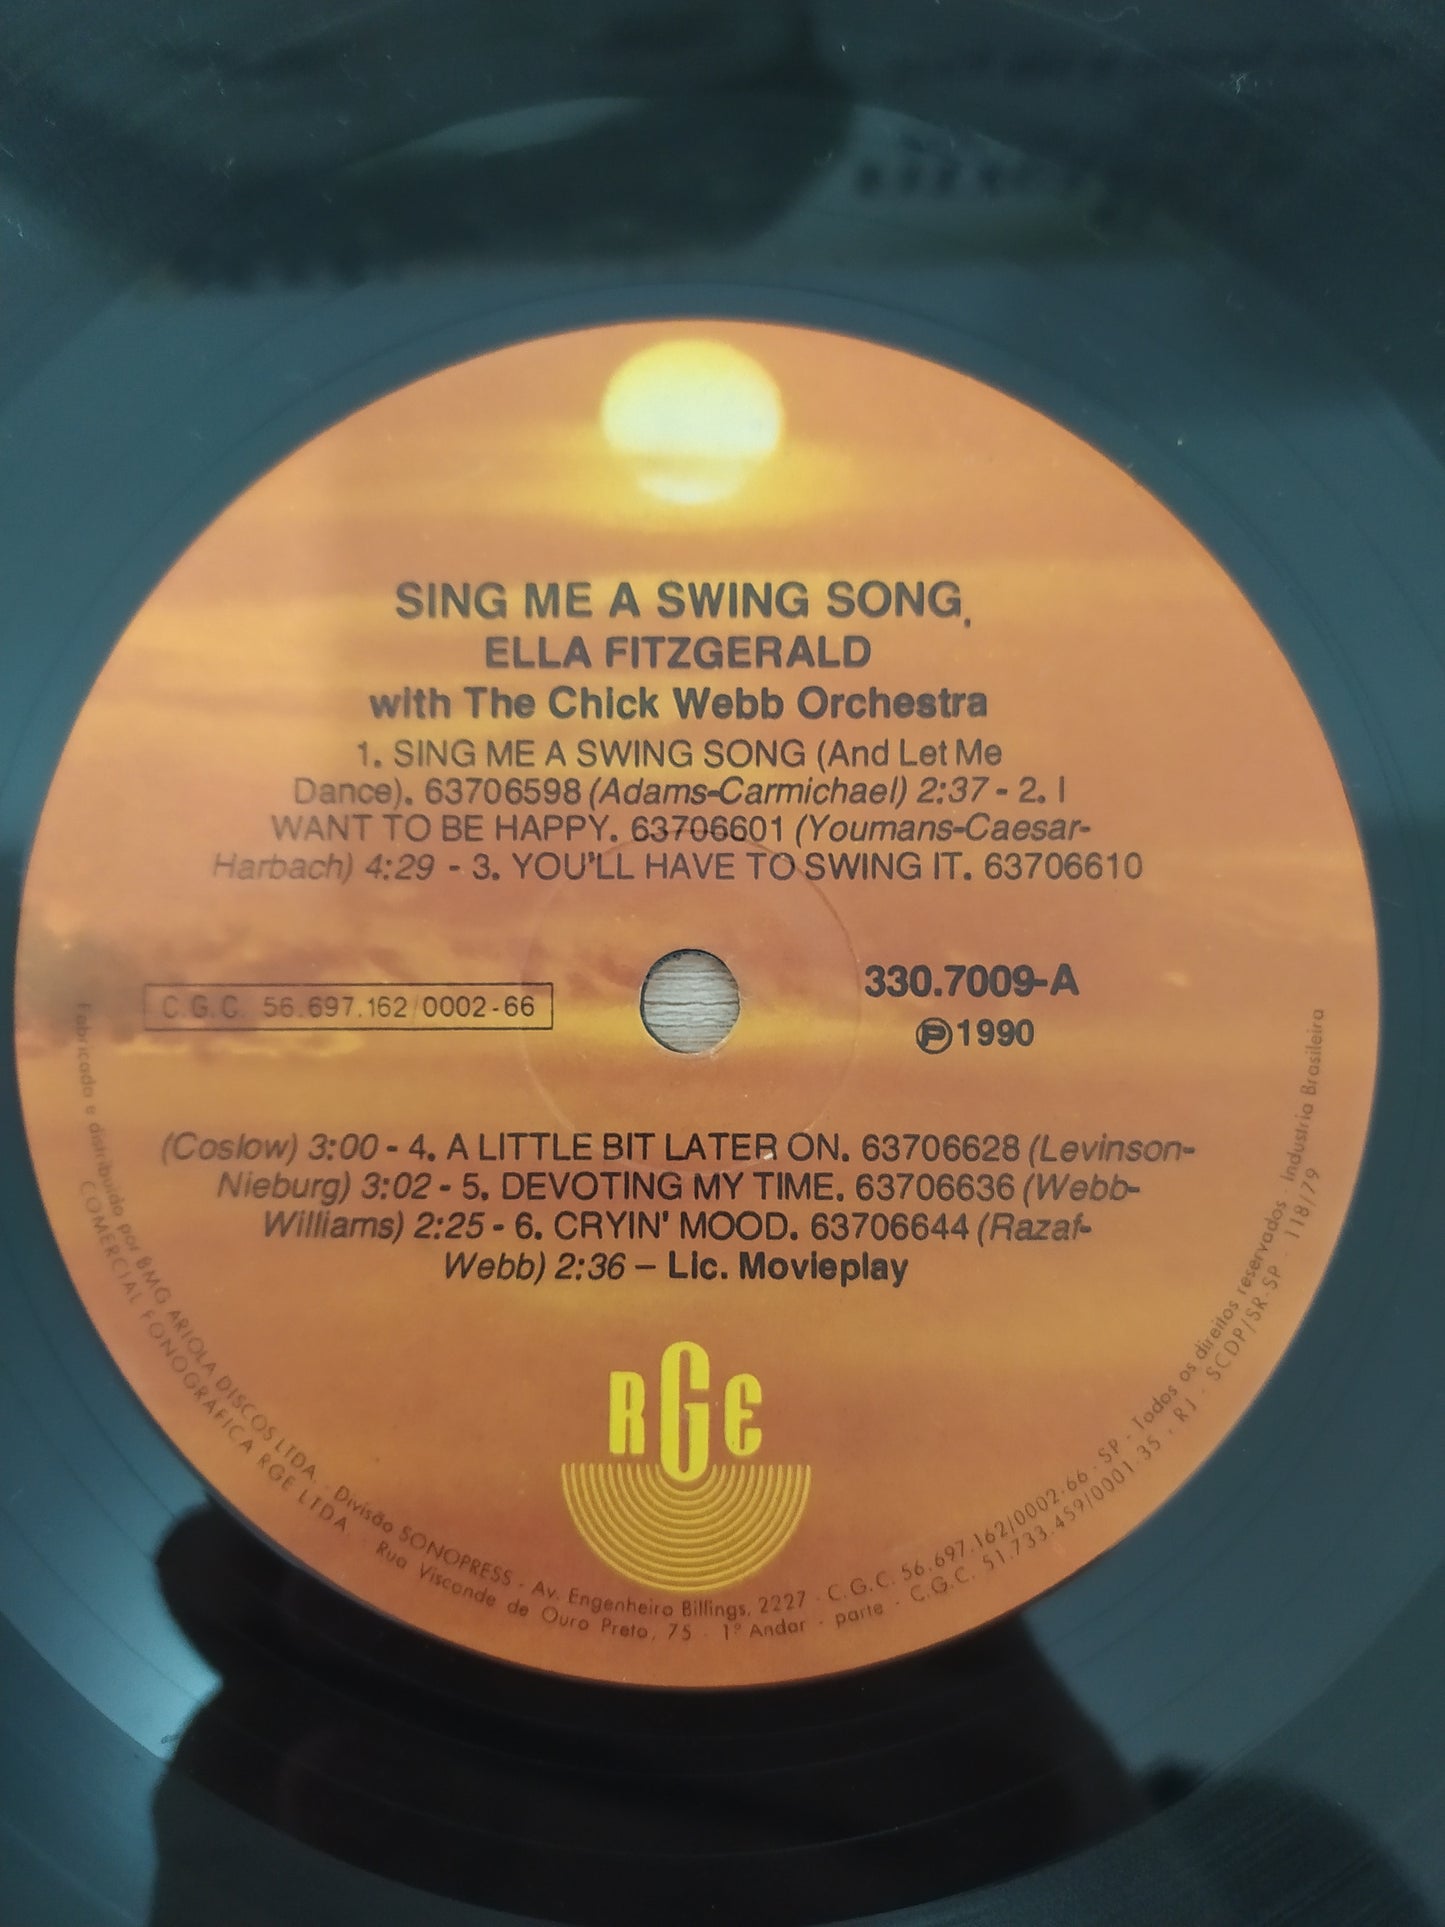 SING ME A SWING SONG,
ELLA FITZGERALD
with The Chick Webb Orchestra
1. SING ME A SWING SONG (And Let Me
Dance). 63706598 (Adams-Carmichael) 2:37 - 2. I
WANT TO BE HAPPY. 63706601 (Youmans-Caesar-
Harbach) 4:29 - 3. YOU'LL HAVE TO SWING IT. 63706610
C.G.C. 56.697.162/0002-66
330.7009-A
Ⓟ1990
(Coslow) 3:00 - 4. A LITTLE BIT LATER ON. 63706628 (Levinson-
Nieburg) 3:02 - 5. DEVOTING MY TIME. 63706636 (Webb-
Williams) 2:25 - 6. CRYIN' MOOD. 63706644 (Razaf-
Webb) 2:36 – Lic. Movieplay
RGE
Fabricado e distribuído por BMG ARIOLA DISCOS LTDA. - Divisão SONOPRESS - Av. Engenheiro Billings, 2227 - C.G.C. 56.697.162/0002-66 - SP - Todos os direitos reservados - Industria Brasileira
COMERCIAL FONOGRÁFICA RGE LTDA - Rua Visconde de Ouro Preto, 75 - 1º Andar - parte - C.G.C. 51.733.459/0001.35 - RJ - SCDP/SR-SP - 118/79